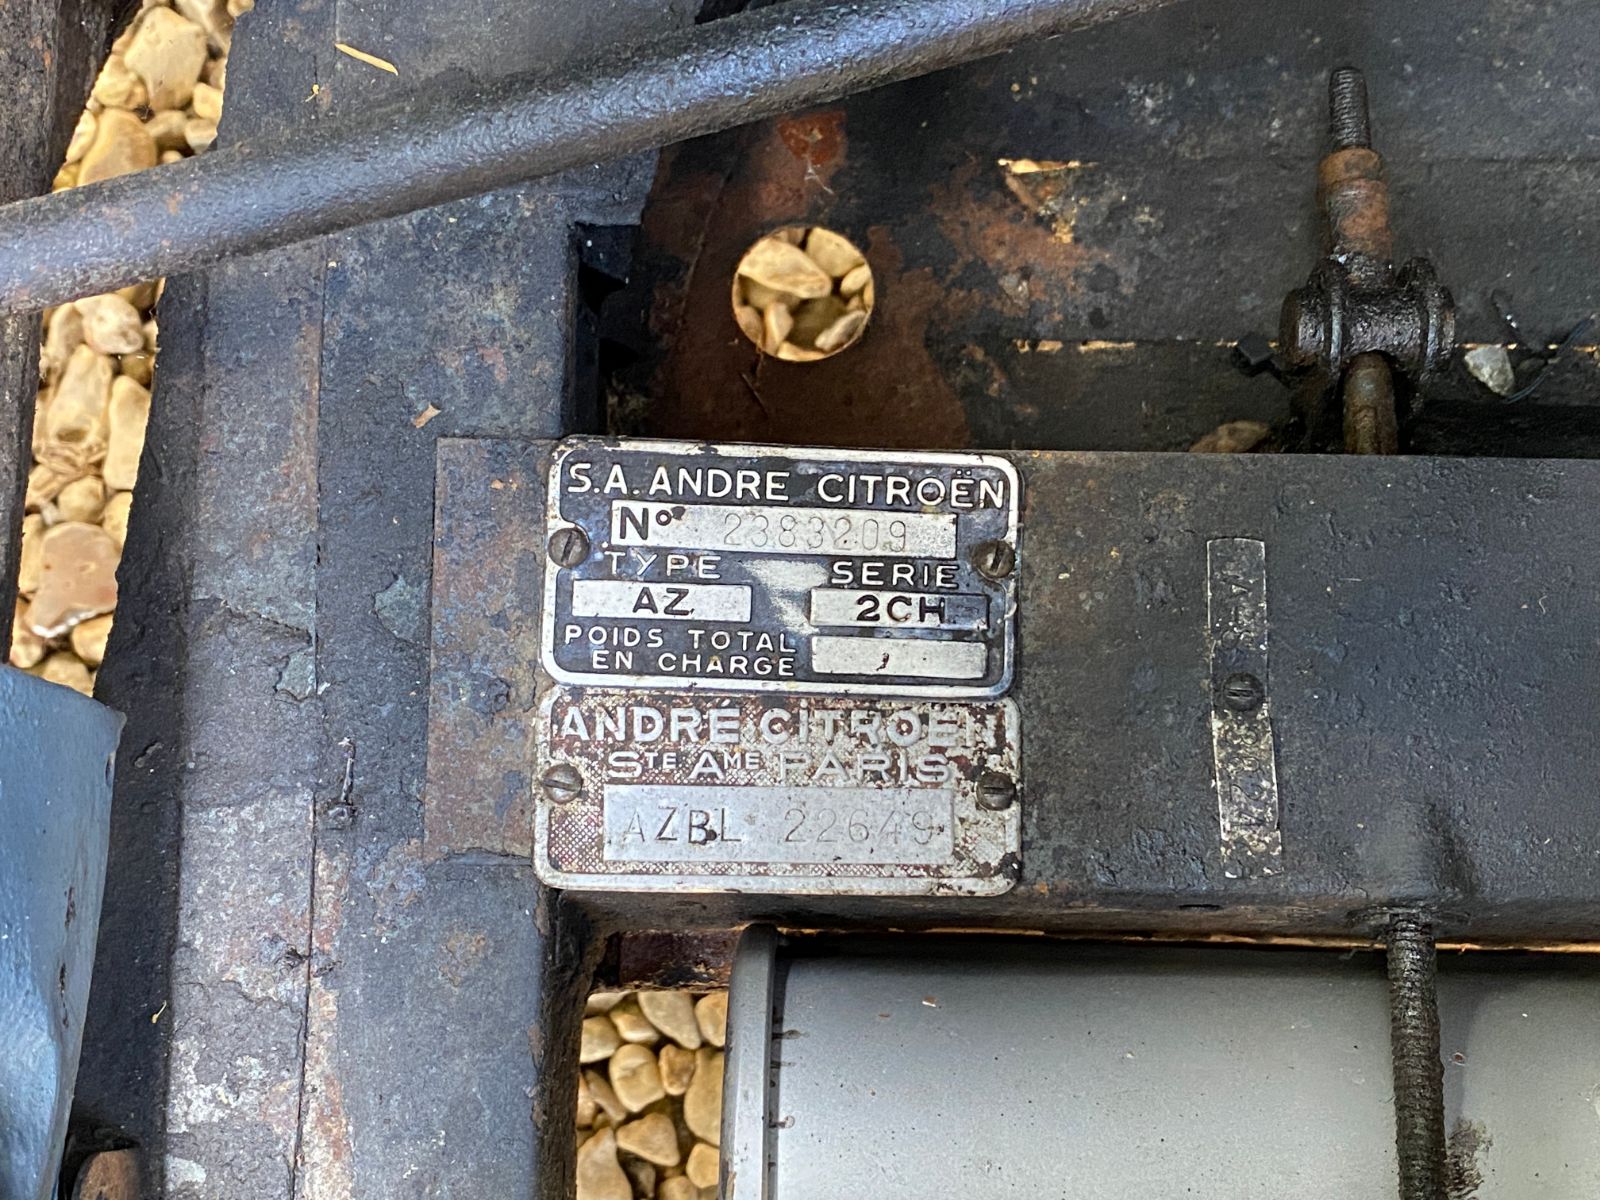 S.A. ANDRE CITROËN
N° 2383209
TYPE SERIE
AZ 2CH
POIDS TOTAL
EN CHARGE
ANDRÉ CITROËN
STE AME PARIS
AZBL 22649